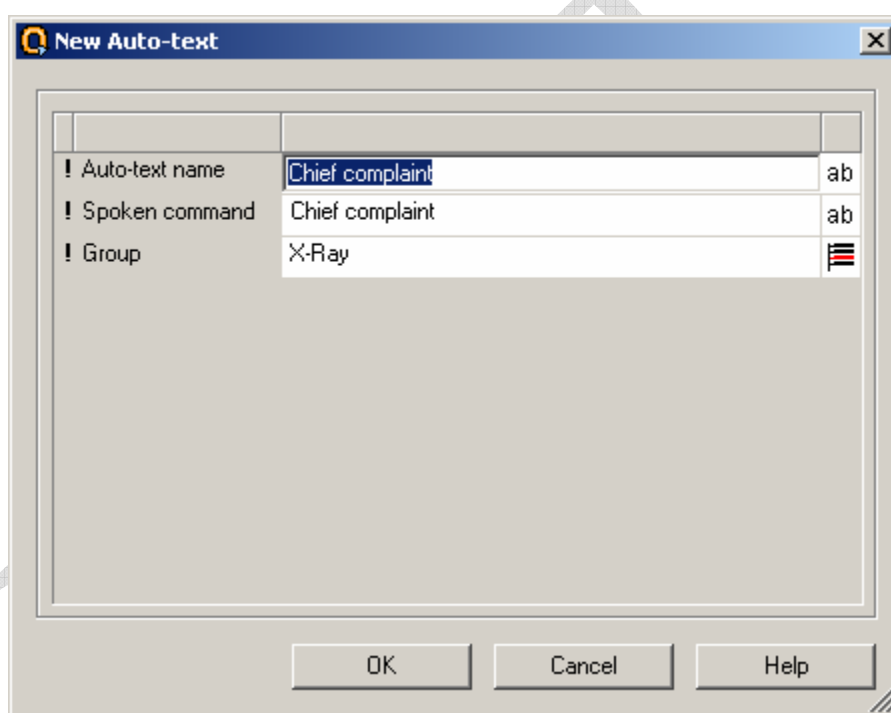 New Auto-text
! Auto-text name Chief complaint ab
! Spoken command Chief complaint ab
! Group X-Ray
OK Cancel Help